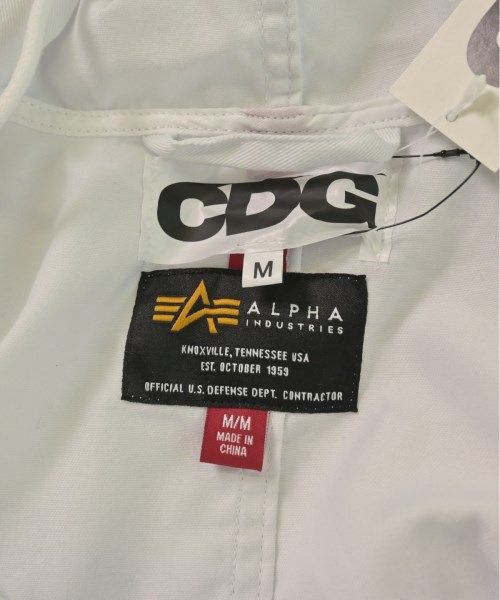 CDG
M
ALPHA
INDUSTRIES
KNOXVILLE, TENNESSEE USA
EST. OCTOBER 1959
OFFICIAL U.S. DEFENSE DEPT. CONTRACTOR
M/M
MADE IN
CHINA